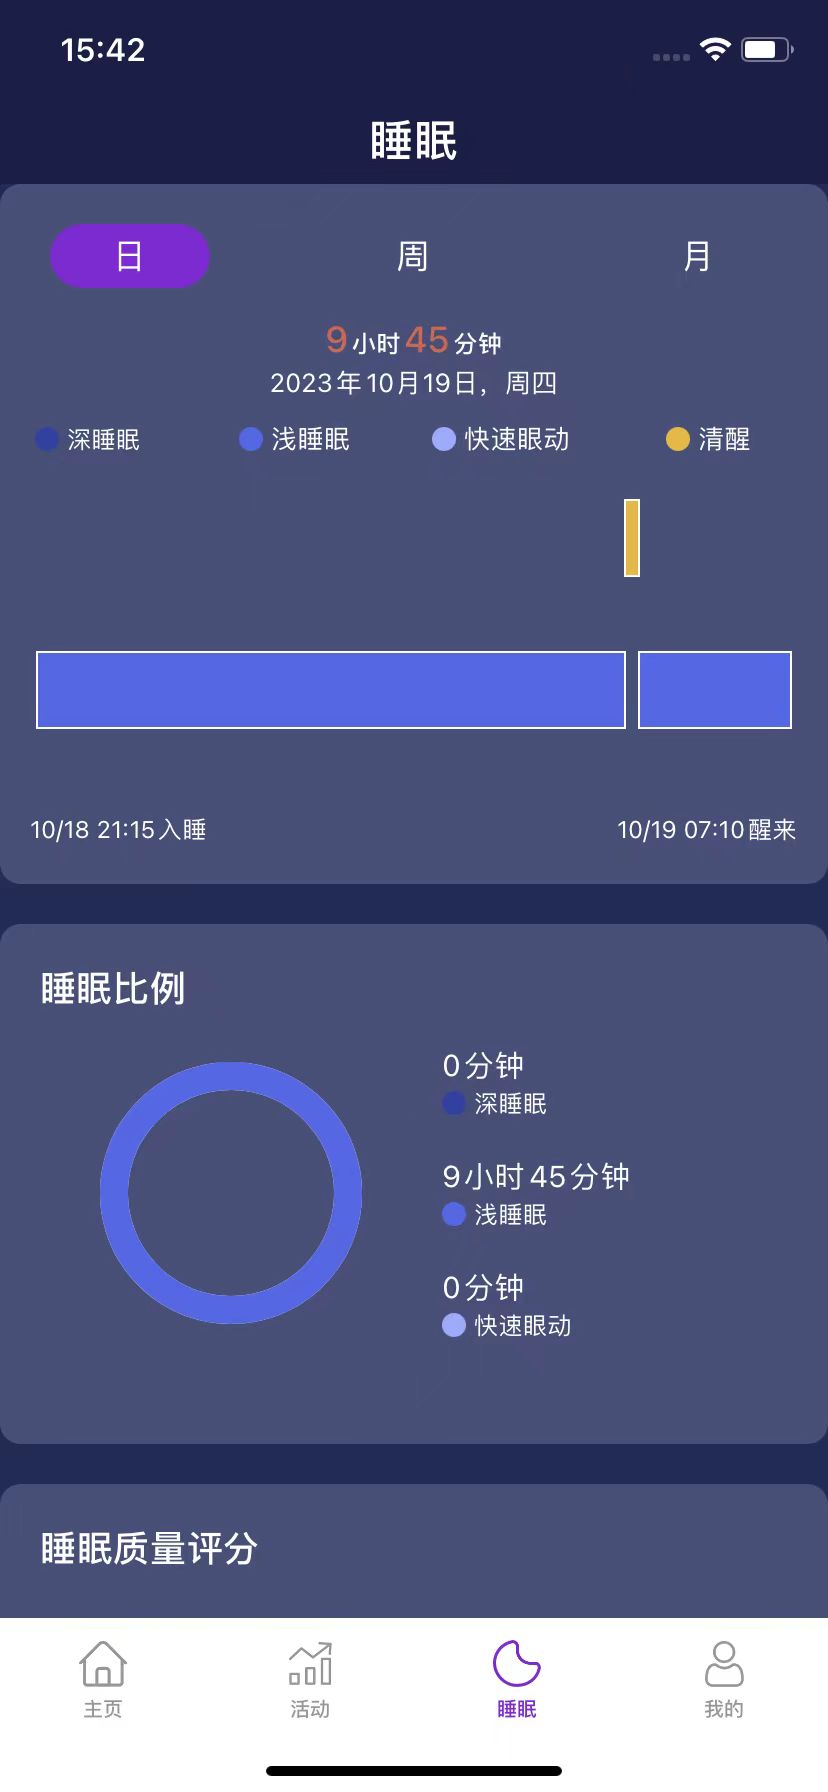 15:42
睡眠
日 周 月
9小时45分钟
2023年10月19日，周四
深睡眠 浅睡眠 快速眼动 清醒
10/18 21:15入睡 10/19 07:10醒来
睡眠比例
0分钟
深睡眠
9小时45分钟
浅睡眠
0分钟
快速眼动
睡眠质量评分
主页 活动 睡眠 我的